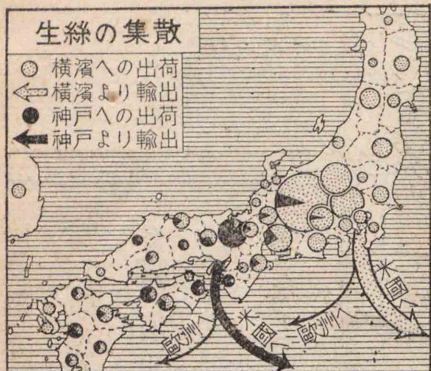 生絲の集散
橫濱への出荷
橫濱より輸出
神戸への出荷
神戸より輸出
米國へ
歐洲へ
米國へ
歐洲へ